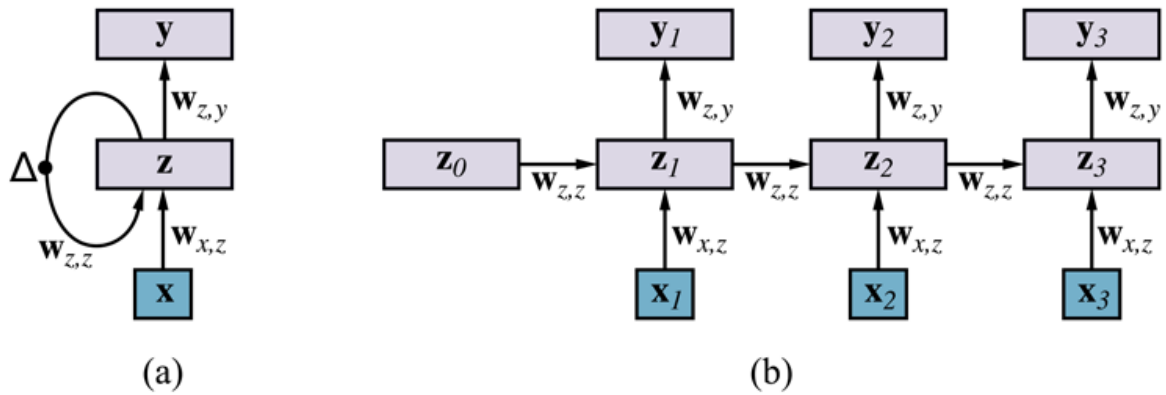 y
w_{z,y}
Δ
z
w_{z,z}
w_{x,z}
x
(a)
y_1 y_2 y_3
w_{z,y} w_{z,y} w_{z,y}
z_0 z_1 z_2 z_3
w_{z,z} w_{z,z} w_{z,z}
w_{x,z} w_{x,z} w_{x,z}
x_1 x_2 x_3
(b)